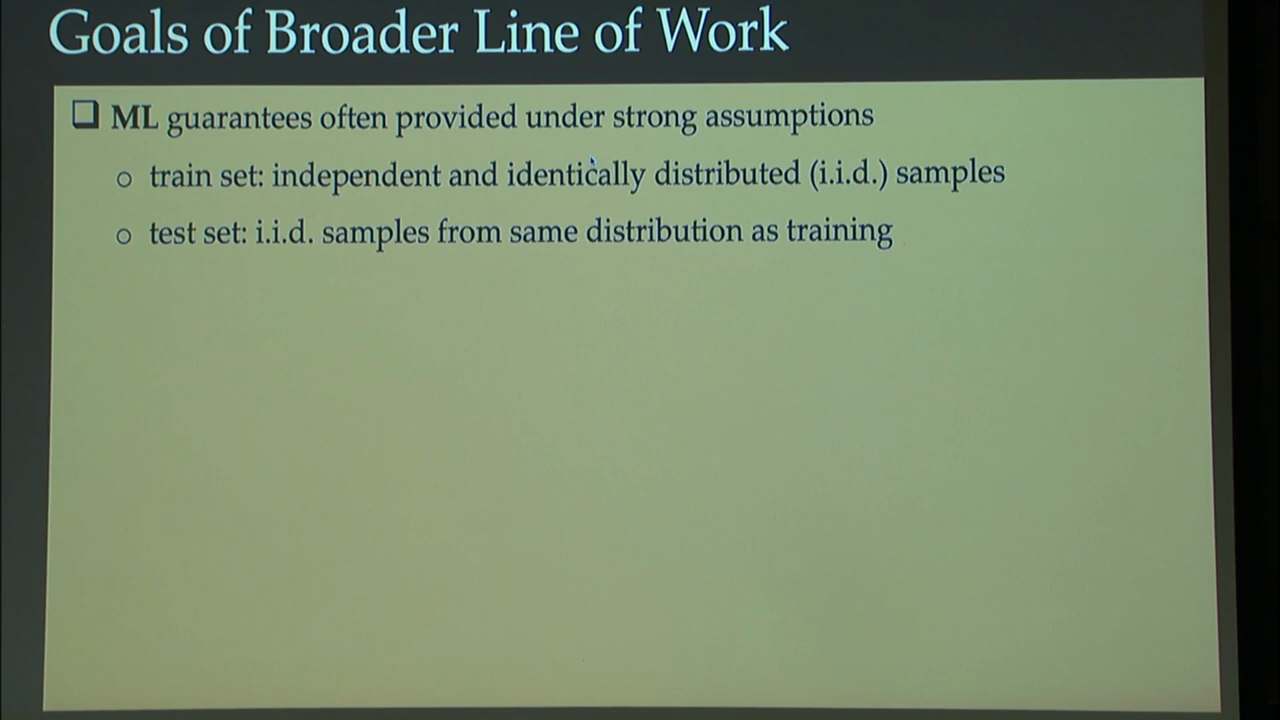 Goals of Broader Line of Work
❑ ML guarantees often provided under strong assumptions
o train set: independent and identically distributed (i.i.d.) samples
o test set: i.i.d. samples from same distribution as training